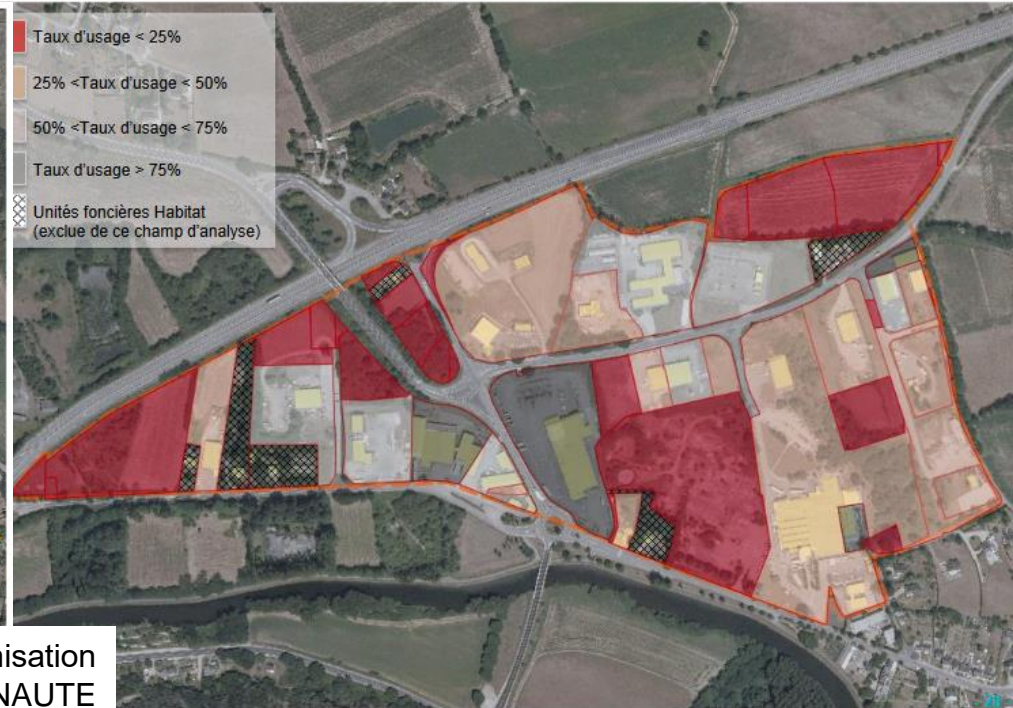 Taux d'usage < 25%
25% <Taux d'usage < 50%
50% <Taux d'usage < 75%
Taux d'usage > 75%
Unités foncières Habitat
(exclue de ce champ d'analyse)
nisation
NAUTE
28